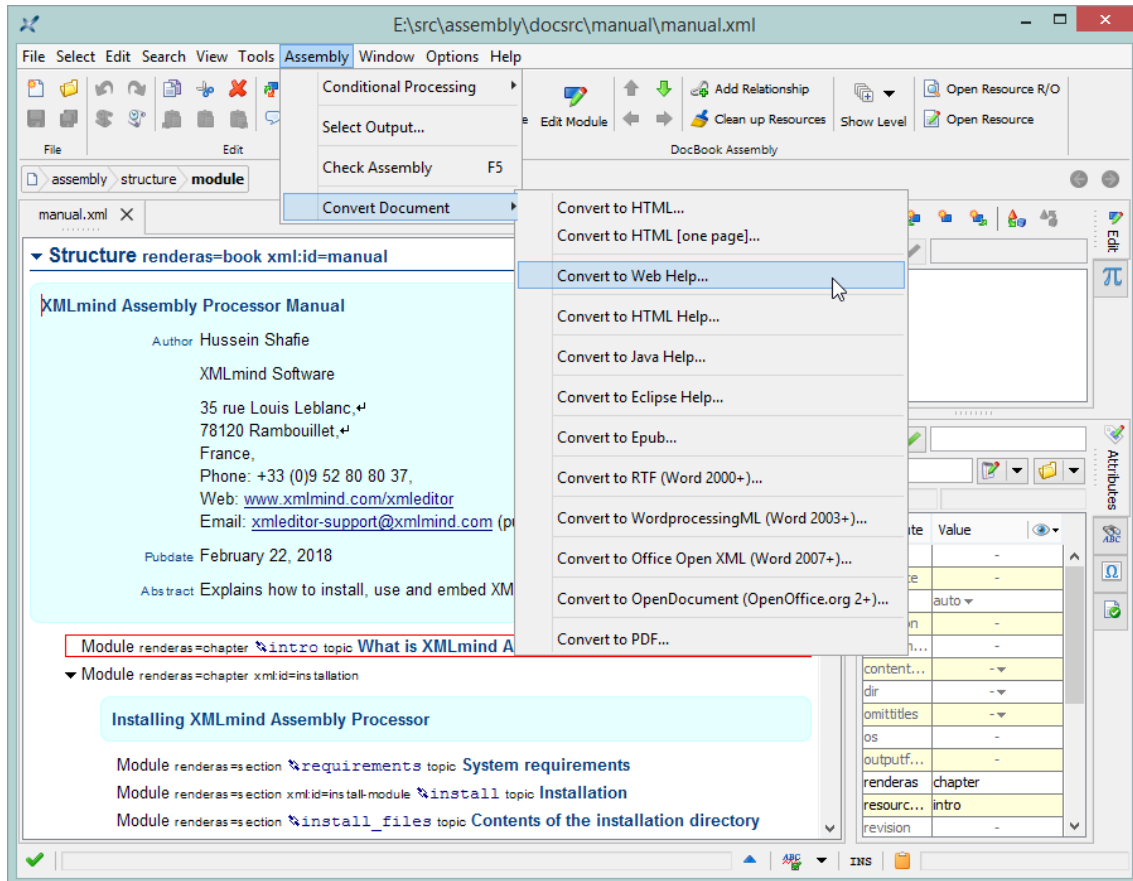 E:\src\assembly\docsrc\manual\manual.xml
File Select Edit Search View Tools Assembly Window Options Help
Add Relationship
Open Resource R/O
Edit Module
Clean up Resources
Show Level
Open Resource
File
Edit
DocBook Assembly
assembly structure module
manual.xml
Conditional Processing
Select Output...
Check Assembly F5
Convert Document
Convert to HTML...
Convert to HTML [one page]...
Convert to Web Help...
Convert to HTML Help...
Convert to Java Help...
Convert to Eclipse Help...
Convert to Epub...
Convert to RTF (Word 2000+)...
Convert to WordprocessingML (Word 2003+)...
Convert to Office Open XML (Word 2007+)...
Convert to OpenDocument (OpenOffice.org 2+)...
Convert to PDF...
Structure renderas=book xml:id=manual
XMLmind Assembly Processor Manual
Author Hussein Shafie
XMLmind Software
35 rue Louis Leblanc,↵
78120 Rambouillet,↵
France,
Phone: +33 (0)9 52 80 80 37,
Web: www.xmlmind.com/xmleditor
Email: xmleditor-support@xmlmind.com (pu
Pubdate February 22, 2018
Abstract Explains how to install, use and embed XM
Module renderas=chapter intro topic What is XMLmind A
Module renderas=chapter xml:id=installation
Installing XMLmind Assembly Processor
Module renderas=section requirements topic System requirements
Module renderas=section xml:id=install-module install topic Installation
Module renderas=section install_files topic Contents of the installation directory
Edit
π
Attributes
ABC
Ω
Value
-
-
auto
-
-
content... -
dir -
omittitles -
os -
outputf... -
renderas chapter
resourc... intro
revision -
ABC
INS